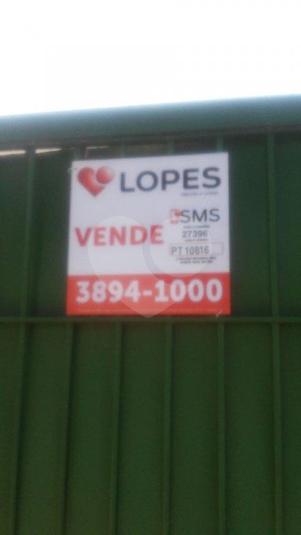 LOPES
VENDE
SMS
27396
PT 10816
3894-1000